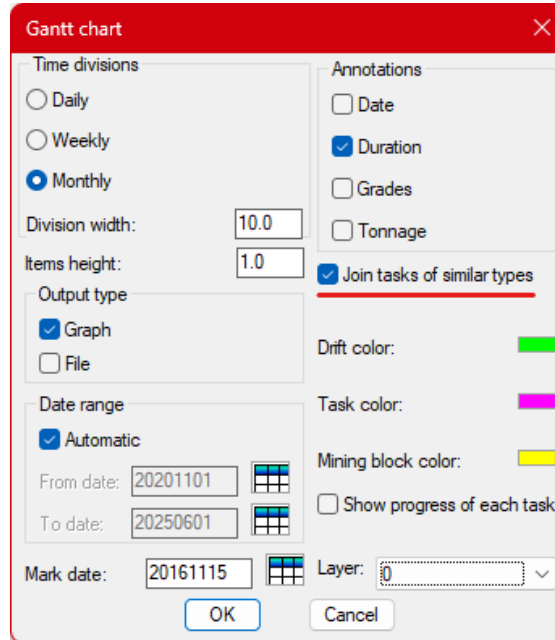 Gantt chart
Time divisions
Daily
Weekly
Monthly
Division width: 10.0
Items height: 1.0
Output type
Graph
File
Date range
Automatic
From date: 20201101
To date: 20250601
Mark date: 20161115
Annotations
Date
Duration
Grades
Tonnage
Join tasks of similar types
Drift color:
Task color:
Mining block color:
Show progress of each task
Layer: 0
OK
Cancel